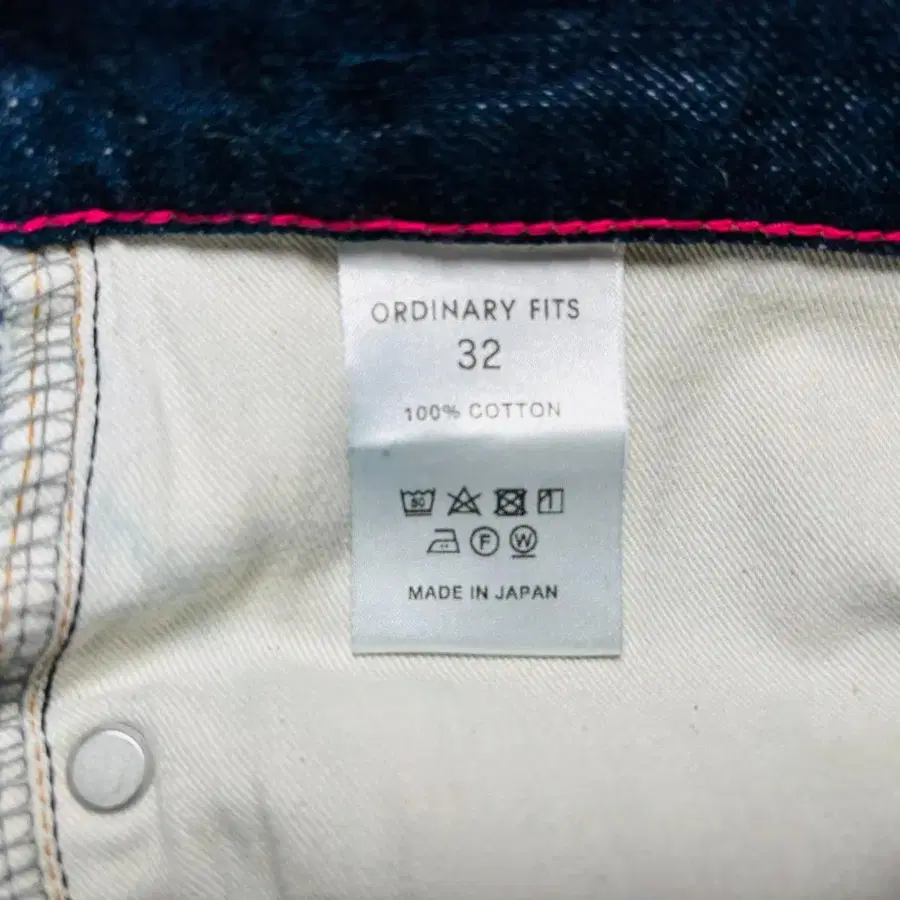 ORDINARY FITS
32
100% COTTON
F W
MADE IN JAPAN